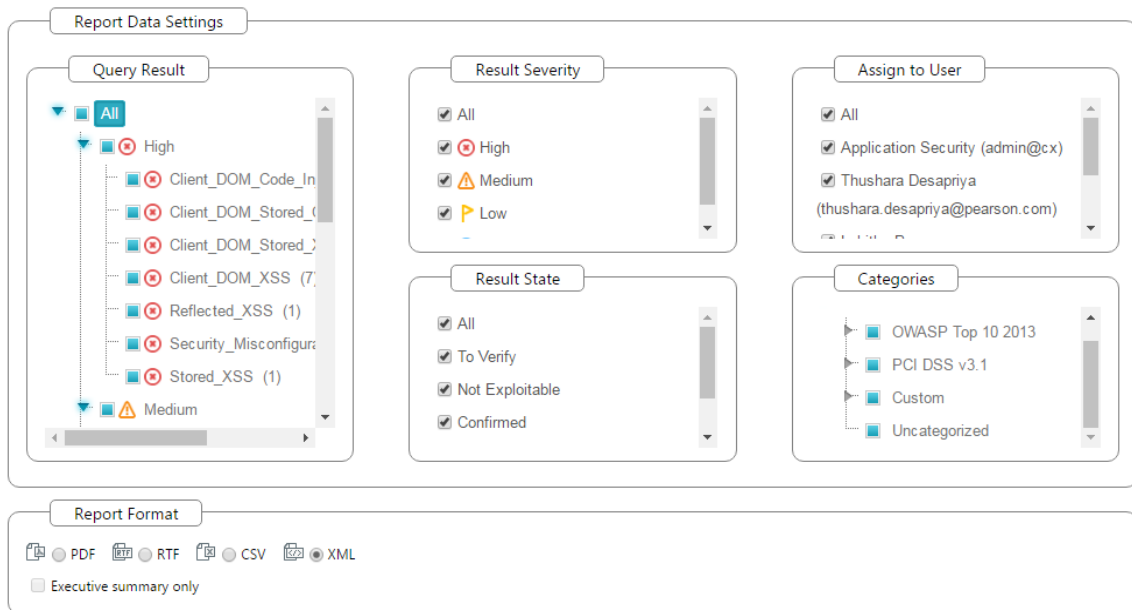 Report Data Settings
Query Result
All
High
Client_DOM_Code_In
Client_DOM_Stored_
Client_DOM_Stored_
Client_DOM_XSS (7)
Reflected_XSS (1)
Security_Misconfigura
Stored_XSS (1)
Medium
Result Severity
All
High
Medium
Low
Result State
All
To Verify
Not Exploitable
Confirmed
Assign to User
All
Application Security (admin@cx)
Thushara Desapriya
(thushara.desapriya@pearson.com)
Categories
OWASP Top 10 2013
PCI DSS v3.1
Custom
Uncategorized
Report Format
PDF RTF CSV XML
Executive summary only